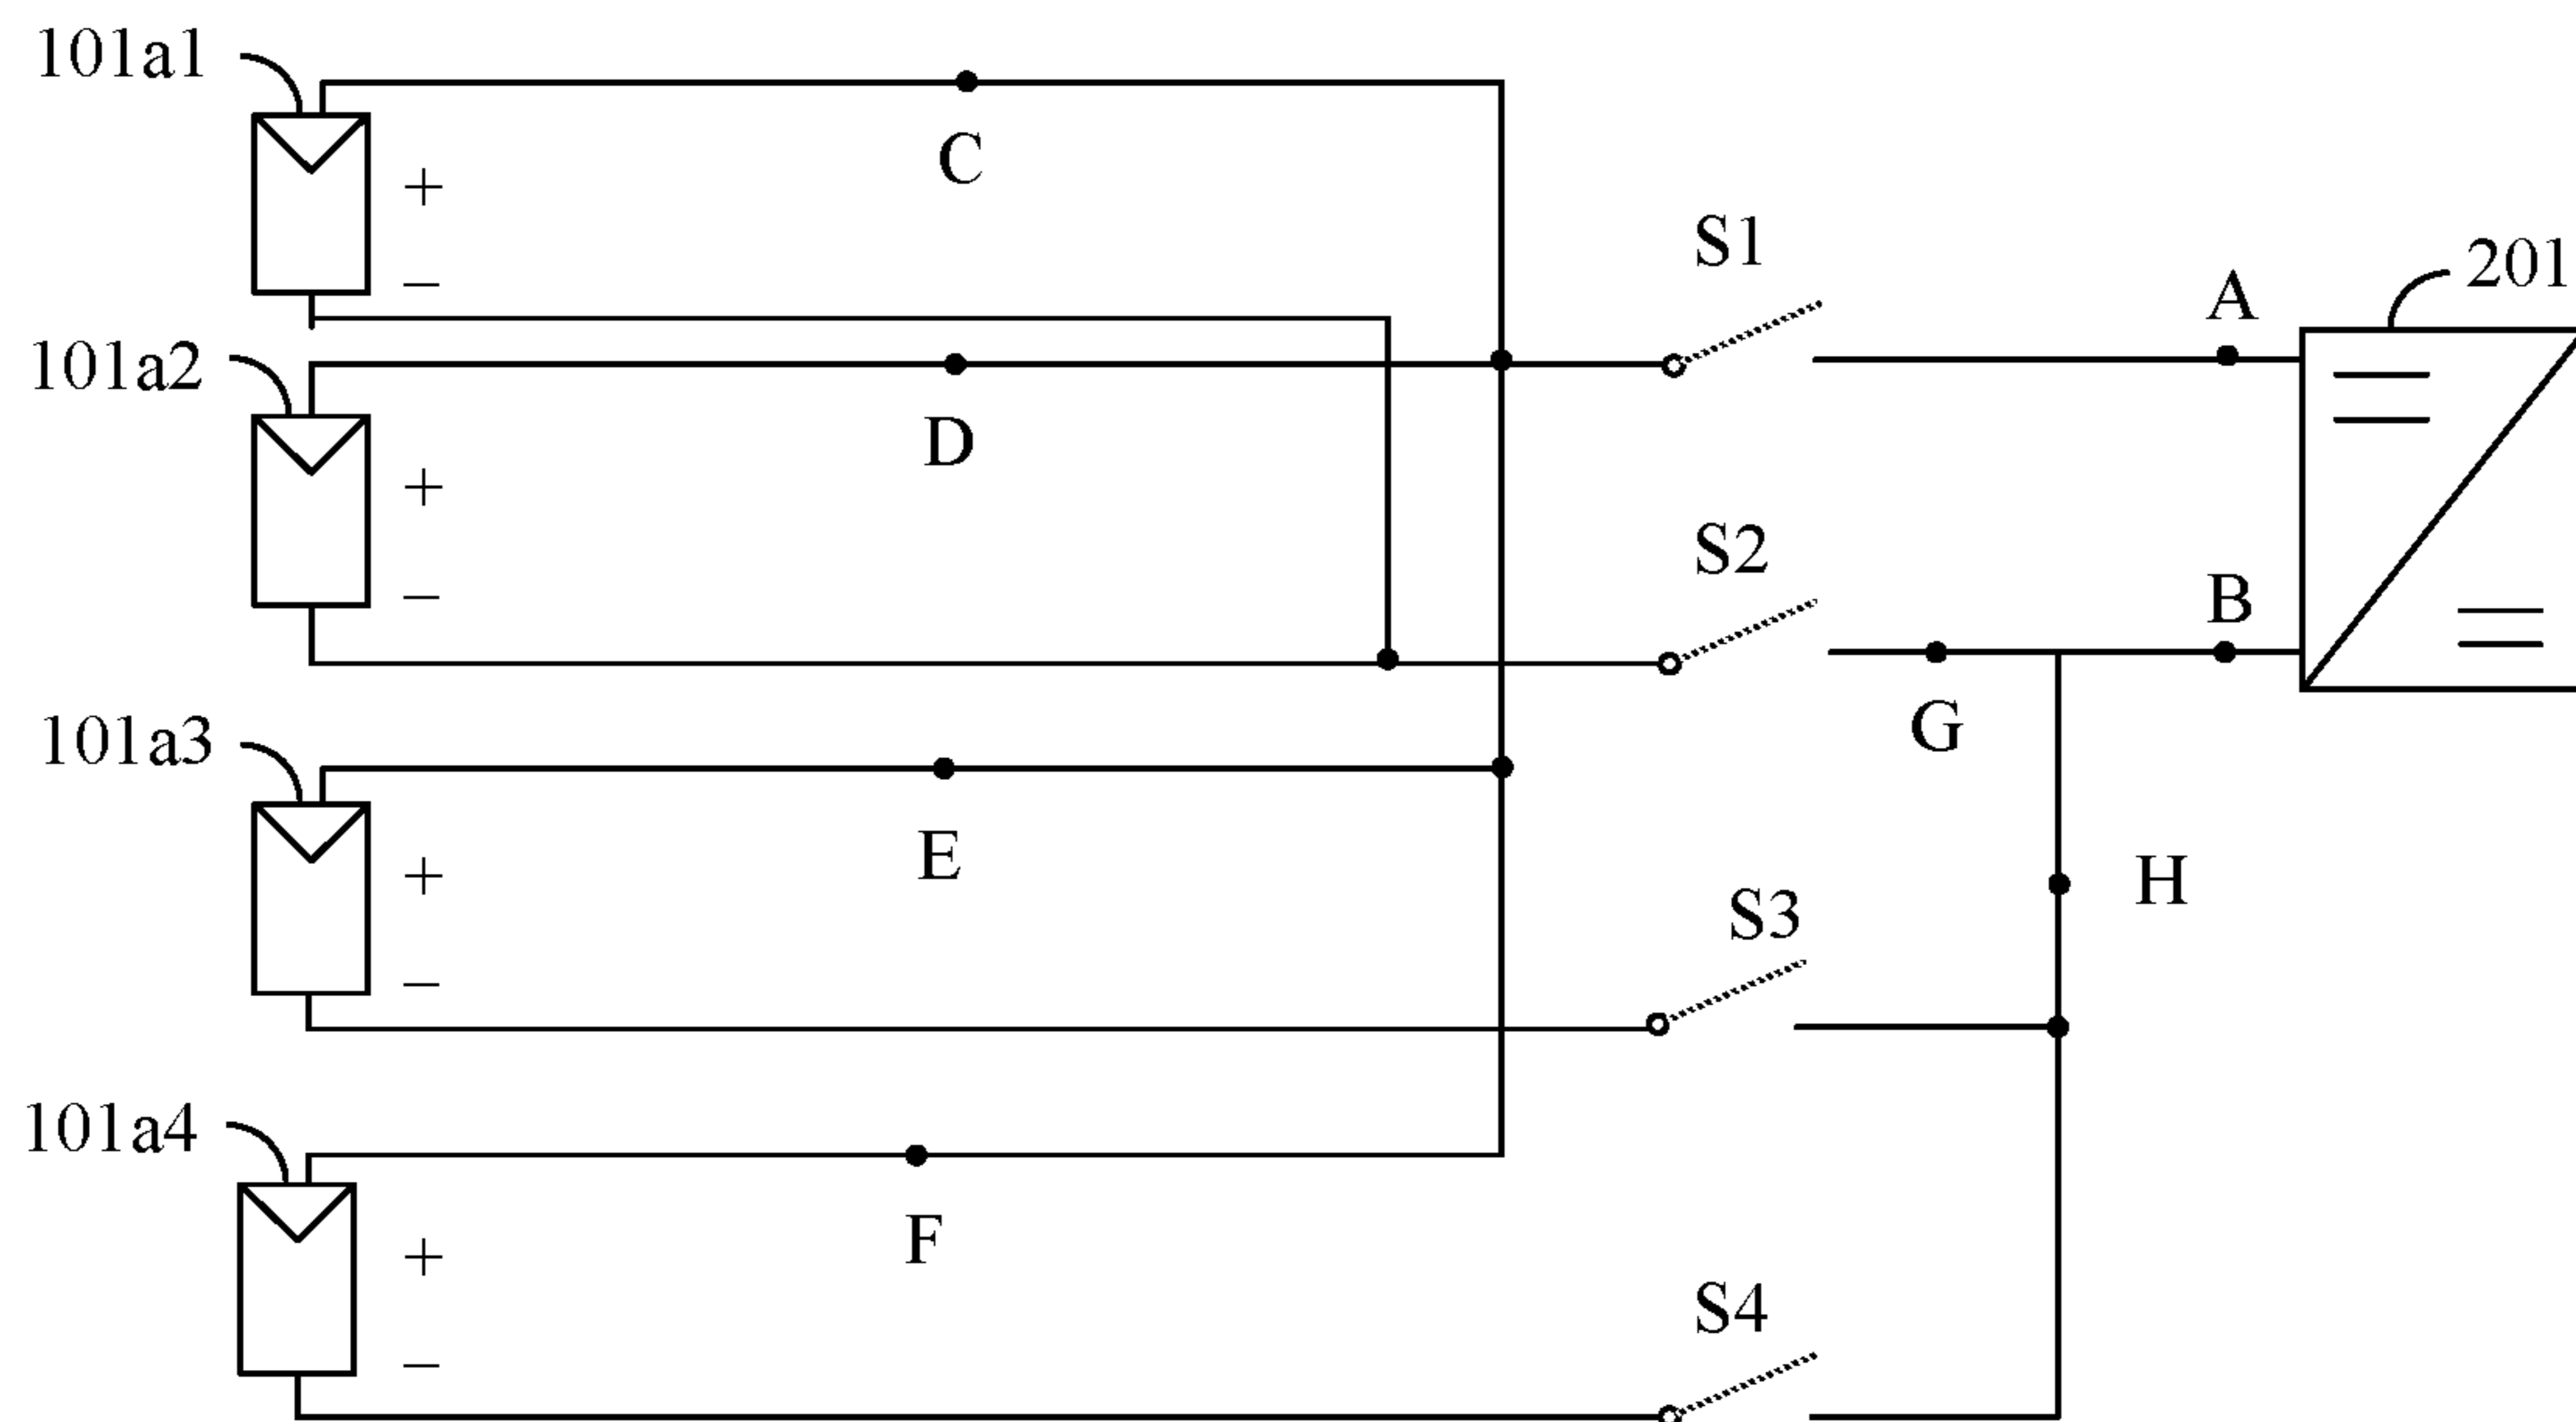 101a1
+
C
−
S1
A
201
101a2
D
+
−
S2
B
G
101a3
E
+
−
H
S3
101a4
F
+
−
S4